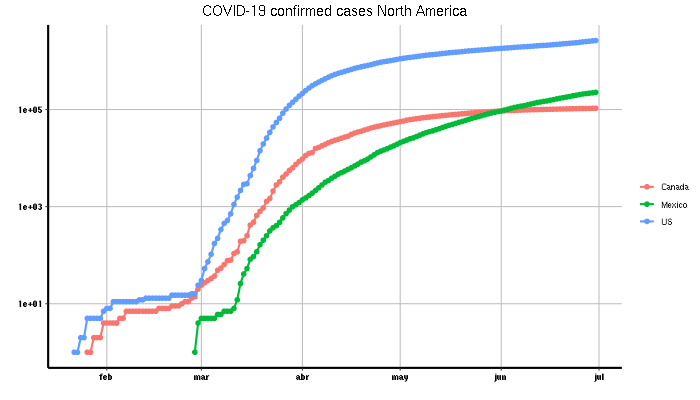 COVID-19 confirmed cases North America
1e+05
1e+03
1e+01
feb mar abr may jun jul
Canada
Mexico
US